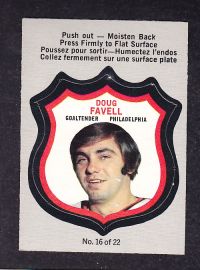 Push out — Moisten Back
Press Firmly to Flat Surface
Poussez pour sortir—Humectez l'endos
Collez fermement sur une surface plate
DOUG
FAVELL
GOALTENDER PHILADELPHIA
No. 16 of 22